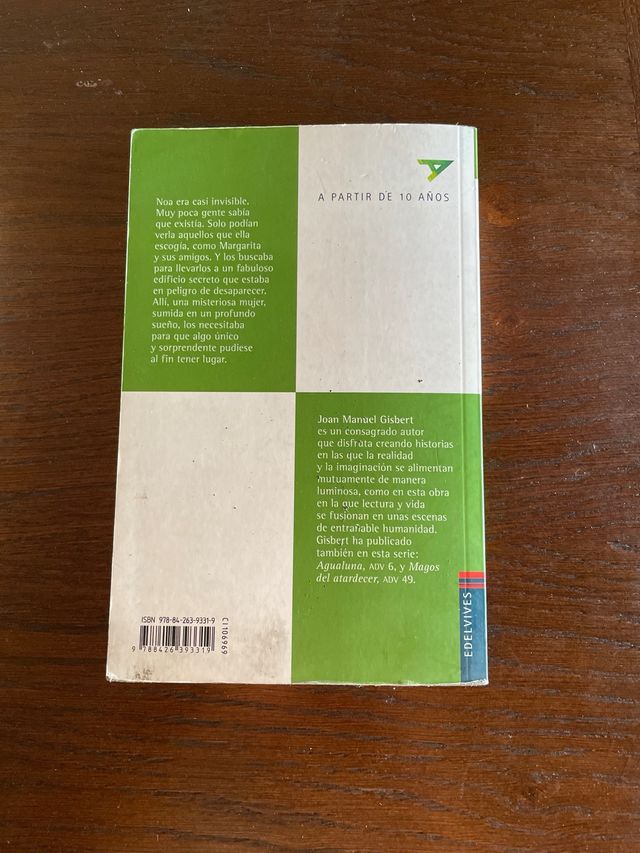 Noa era casi invisible.
Muy poca gente sabía
que existía. Solo podían
verla aquellos que ella
escogía, como Margarita
y sus amigos. Y los buscaba
para llevarlos a un fabuloso
edificio secreto que estaba
en peligro de desaparecer.
Allí, una misteriosa mujer,
sumida en un profundo
sueño, los necesitaba
para que algo único
y sorprendente pudiese
al fin tener lugar.
A PARTIR DE 10 AÑOS
Joan Manuel Gisbert
es un consagrado autor
que disfruta creando historias
en las que la realidad
y la imaginación se alimentan
mutuamente de manera
luminosa, como en esta obra
en la que lectura y vida
se fusionan en unas escenas
de entrañable humanidad.
Gisbert ha publicado
también en esta serie:
Agualuna, ADV 6, y Magos
del atardecer, ADV 49.
ISBN 978-84-263-9331-9
9 788426 393319
CI106969
EDELVIVES